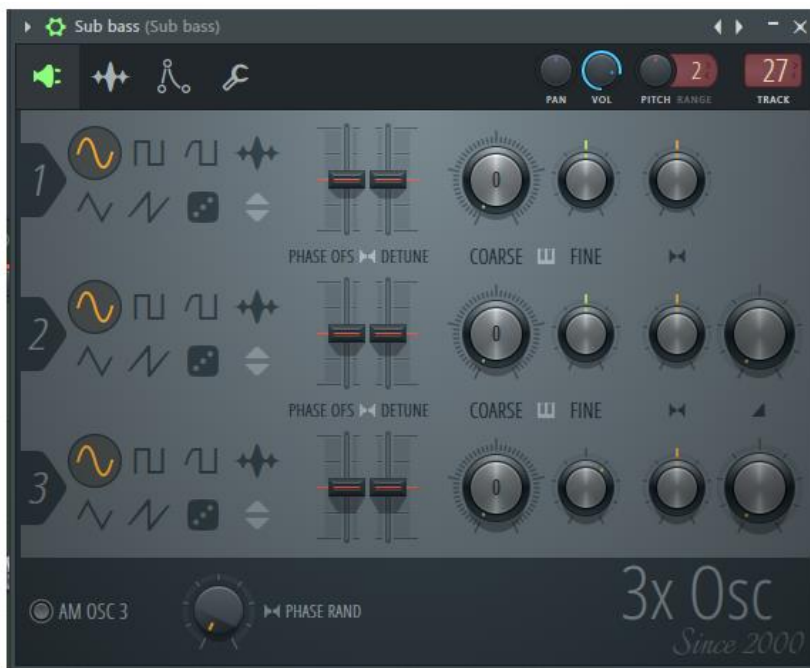 Sub bass (Sub bass)
2
27
PAN VOL PITCH RANGE TRACK
1
0
PHASE OFS DETUNE COARSE FINE
2
0
PHASE OFS DETUNE COARSE FINE
3
0
AM OSC 3 PHASE RAND
3x Osc
Since 2000